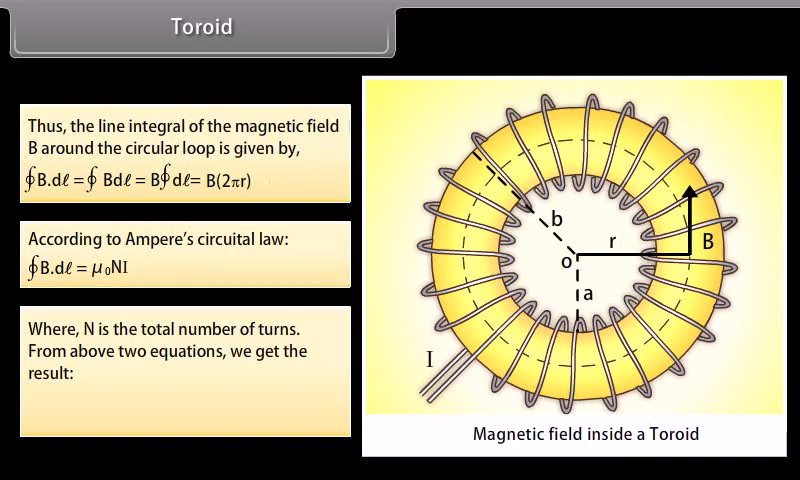 Toroid
Thus, the line integral of the magnetic field
B around the circular loop is given by,
∮B.dℓ =∮ Bdℓ = B∮dℓ= B(2πr)
According to Ampere's circuital law:
∮B.dℓ = μ₀NI
Where, N is the total number of turns.
From above two equations, we get the
result:
b
r
B
o
a
I
Magnetic field inside a Toroid